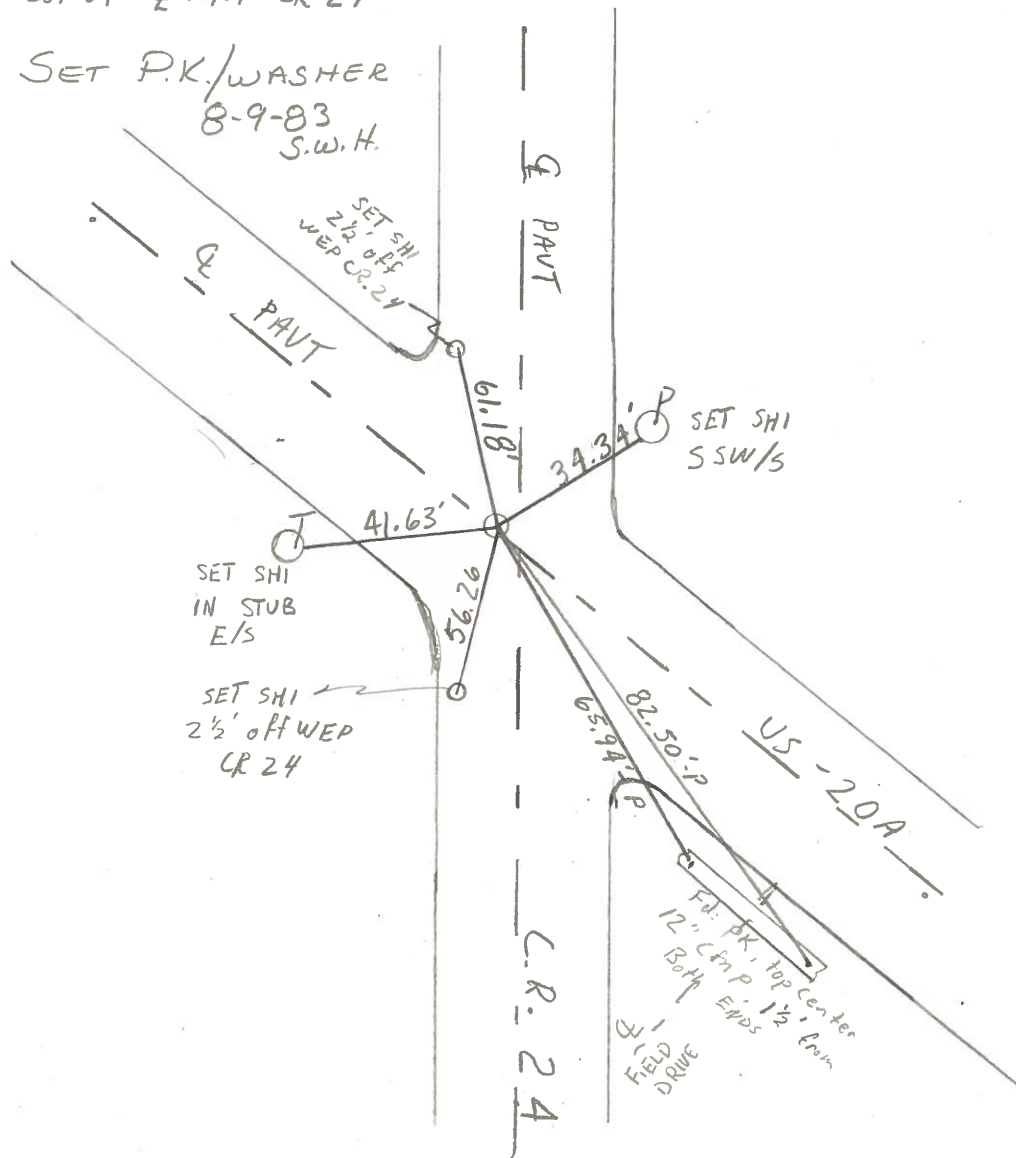 SET P.K./WASHER
8-9-83
S.W.H.
SET SHI
2½' off
WEP CR.24
℄ PAVT
℄ PAVT
61.18'
34.34'
P
SET SHI
SSW/S
T
41.63'
SET SHI
IN STUB
E/S
56.26
SET SHI
2½' off WEP
CR 24
65.94'
P
82.50'P
US-20A
Fd. PK, top center
12" CMP 1½' from
Both ENDS
℄
FIELD
DRIVE
C.R. 24